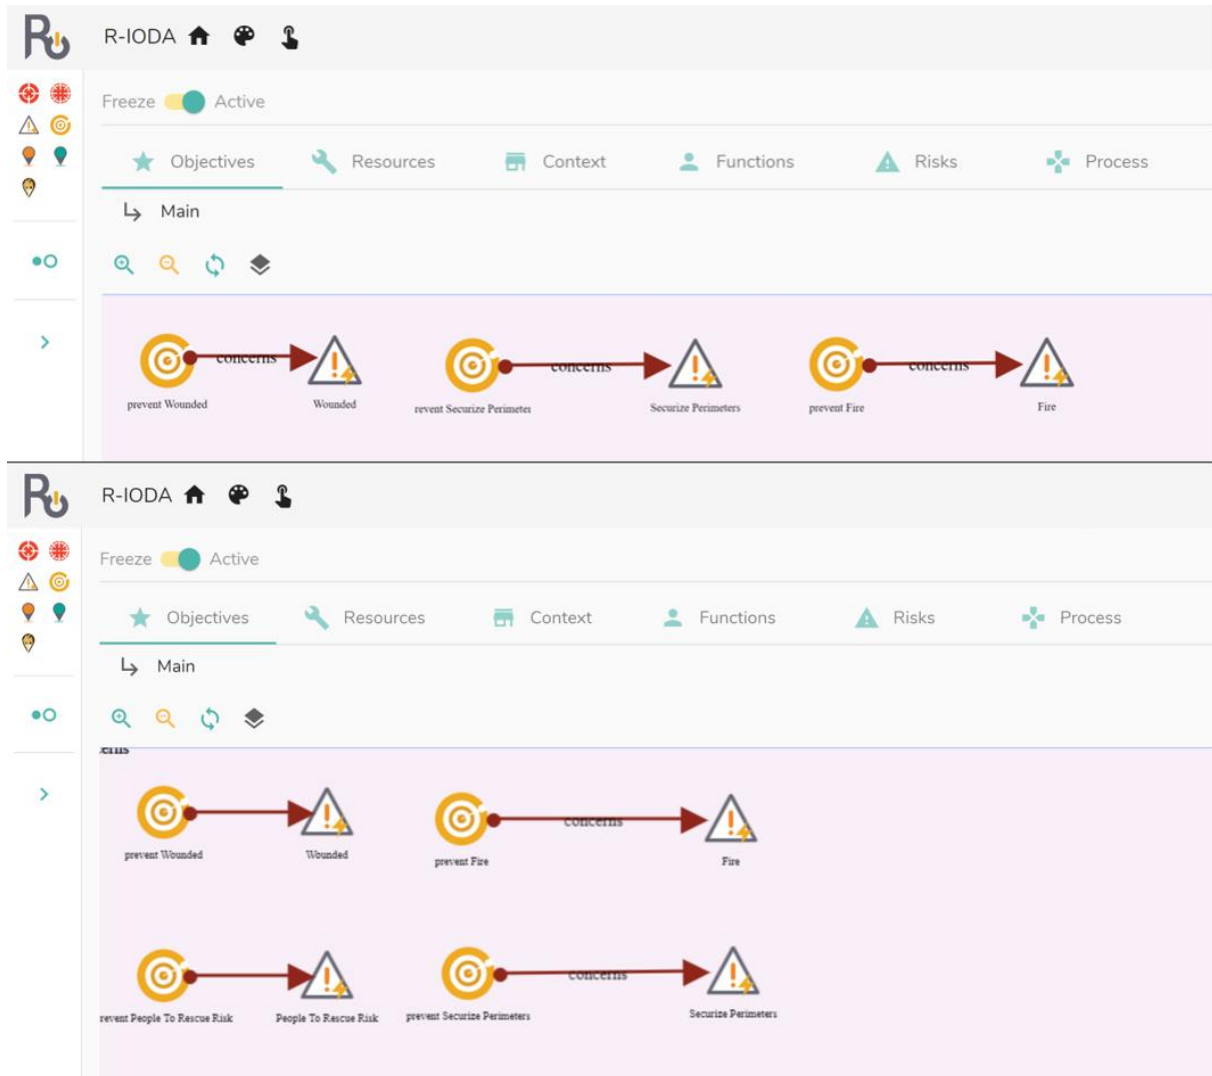 R-IODA
Freeze Active
Objectives Resources Context Functions Risks Process
Main
concerns concerns concerns
prevent Wounded Wounded revent Securize Perimeter Securize Perimeters prevent Fire Fire
R-IODA
Freeze Active
Objectives Resources Context Functions Risks Process
Main
erns
concerns
prevent Wounded Wounded prevent Fire Fire
concerns
revent People To Rescue Risk People To Rescue Risk prevent Securize Perimeters Securize Perimeters